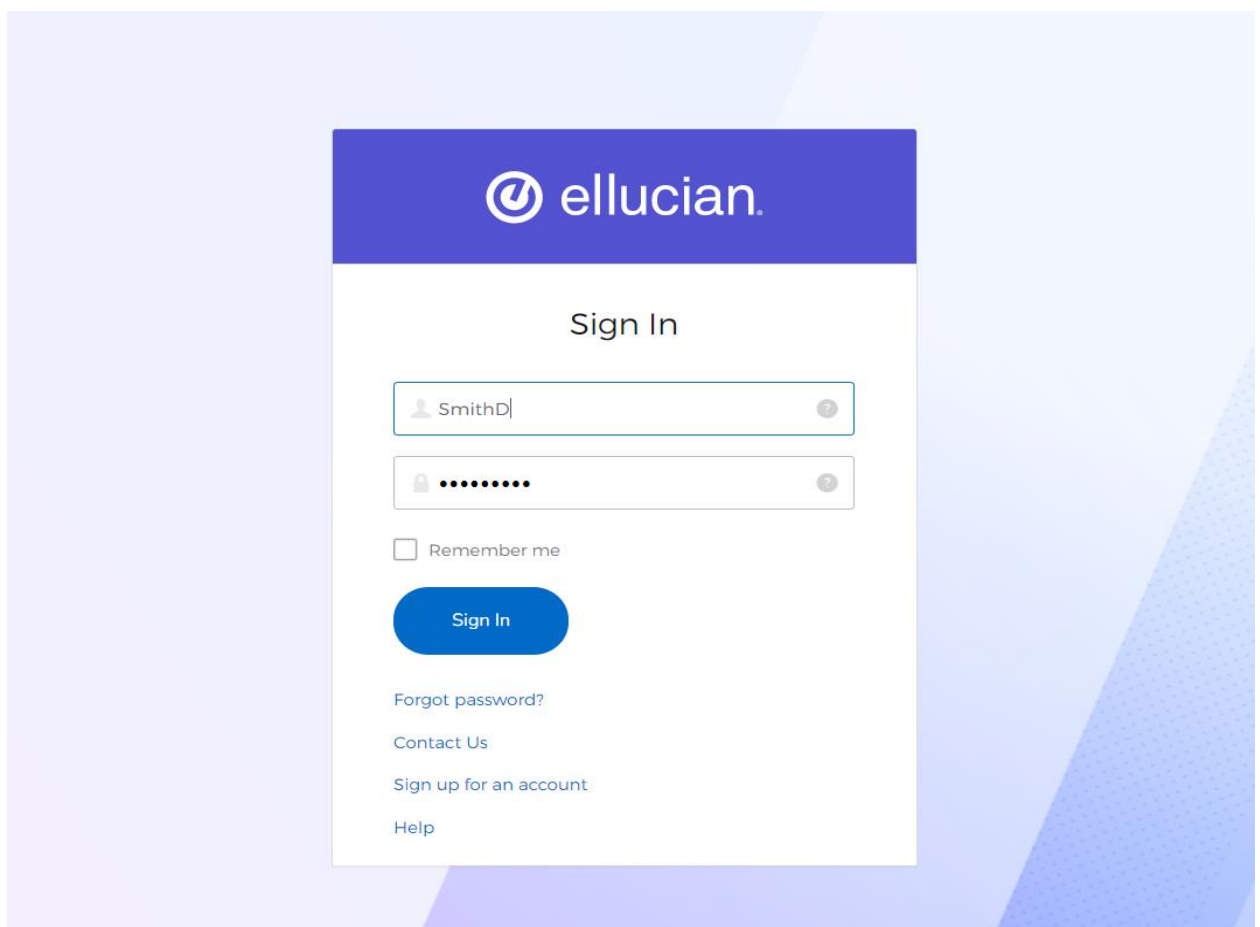 ellucian.
Sign In
SmithD
•••••••••
Remember me
Sign In
Forgot password?
Contact Us
Sign up for an account
Help